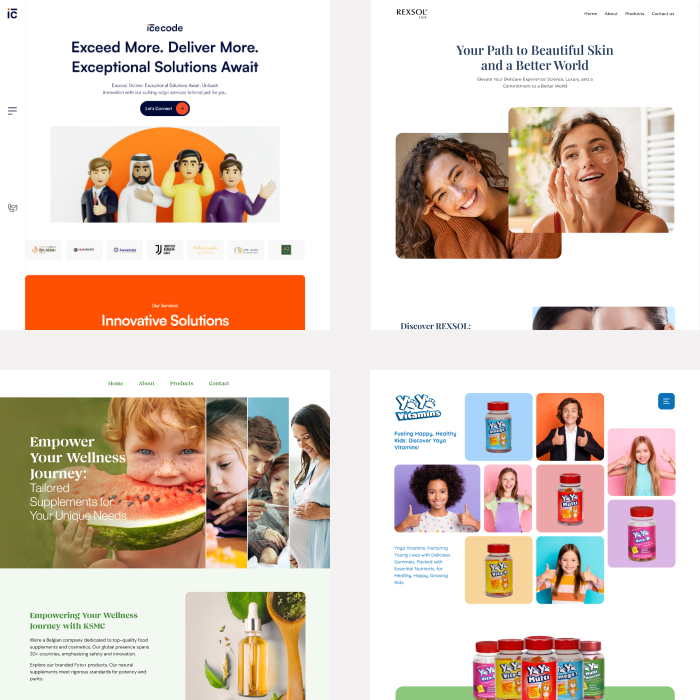 ic
icecode
Exceed More. Deliver More.
Exceptional Solutions Await
Exceed, Deliver, Exceptional Solutions Await. Unleash
innovation with our cutting-edge services tailored just for you.
Let's Connect
Our Services
Innovative Solutions
REXSOL
USA
Home About Products Contact us
Your Path to Beautiful Skin
and a Better World
Elevate Your Skincare Experience: Science, Luxury, and a
Commitment to a Better World
Discover REXSOL:
Home About Products Contact
Empower
Your Wellness
Journey:
Tailored
Supplements for
Your Unique Needs
Empowering Your Wellness
Journey with KSMC
We're a Belgian company dedicated to top-quality food
supplements and cosmetics. Our global presence spans
20+ countries, emphasizing safety and innovation.
Explore our branded Fyto+ products. Our natural
supplements meet rigorous standards for potency and
purity.
YaYa
Vitamins
Fueling Happy, Healthy
Kids: Discover Yaya
Vitamins!
Yaya Vitamins: Nurturing
Young Lives with Delicious
Gummies, Packed with
Essential Nutrients, for
Healthy, Happy, Growing
Kids.
YaYa
YaYa
Multi
YaYa
YaYa
YaYa
YaYa
Multi
YaYa
YaYa